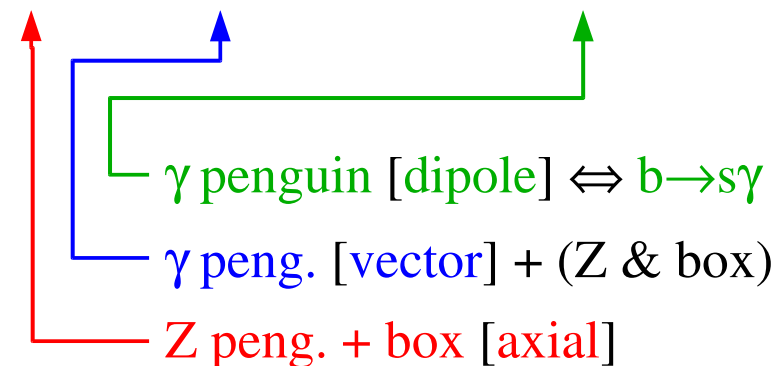 γ penguin [dipole] ⇔ b→sγ
γ peng. [vector] + (Z & box)
Z peng. + box [axial]